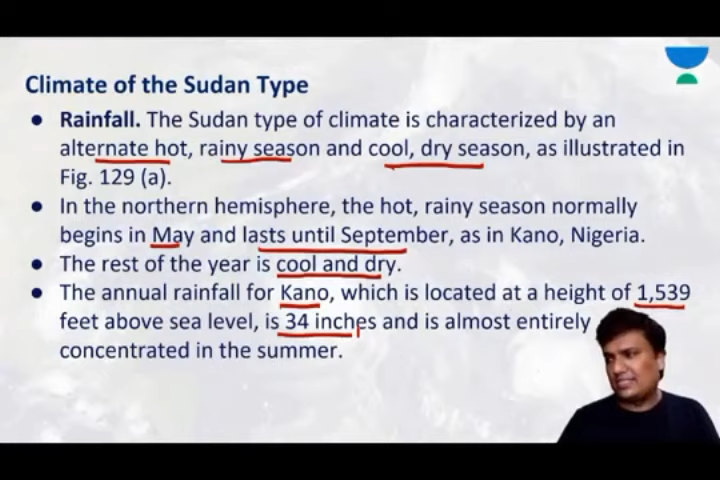 Climate of the Sudan Type
● Rainfall. The Sudan type of climate is characterized by an
alternate hot, rainy season and cool, dry season, as illustrated in
Fig. 129 (a).
● In the northern hemisphere, the hot, rainy season normally
begins in May and lasts until September, as in Kano, Nigeria.
● The rest of the year is cool and dry.
● The annual rainfall for Kano, which is located at a height of 1,539
feet above sea level, is 34 inches and is almost entirely
concentrated in the summer.